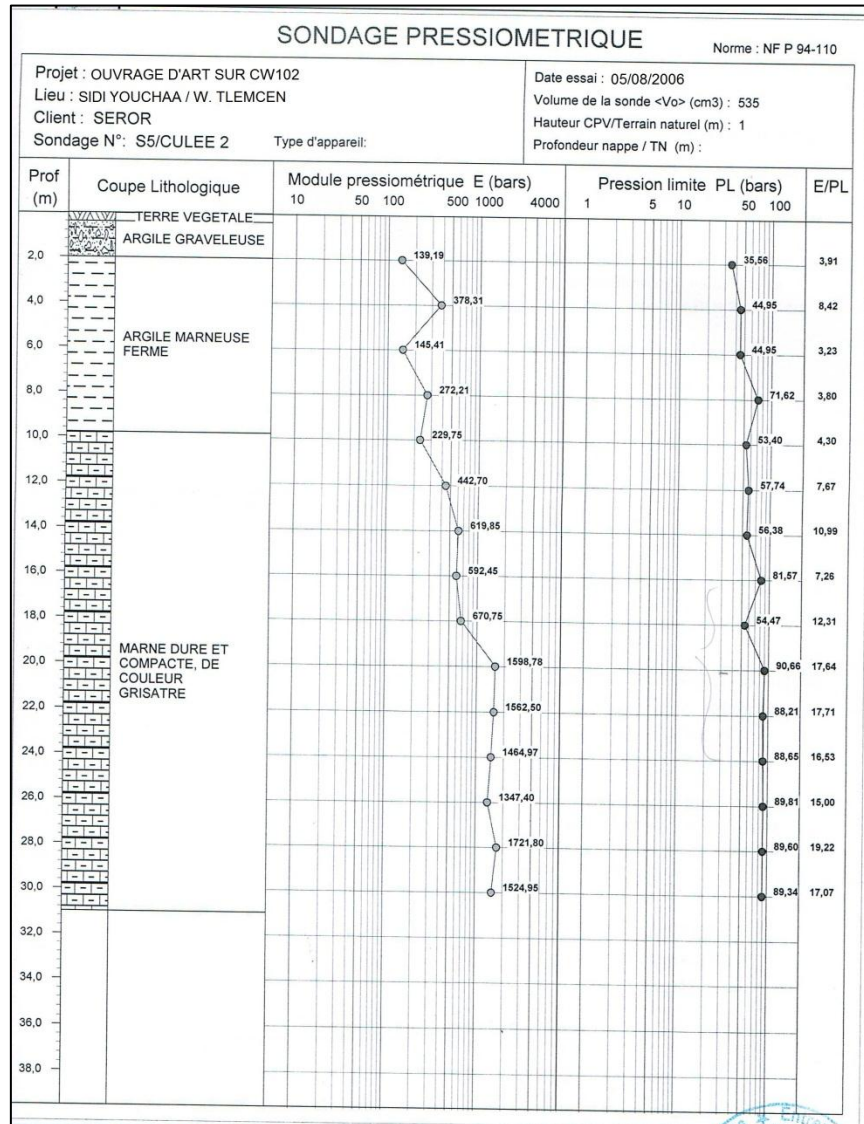 SONDAGE PRESSIOMETRIQUE
Norme : NF P 94-110
Projet : OUVRAGE D'ART SUR CW102
Lieu : SIDI YOUCHAA / W. TLEMCEN
Client : SEROR
Sondage N°: S5/CULEE 2 Type d'appareil:
Date essai : 05/08/2006
Volume de la sonde <Vo> (cm3) : 535
Hauteur CPV/Terrain naturel (m) : 1
Profondeur nappe / TN (m) :
Prof (m) Coupe Lithologique Module pressiométrique E (bars) Pression limite PL (bars) E/PL
10 50 100 500 1000 4000 1 5 10 50 100
TERRE VEGETALE
ARGILE GRAVELEUSE
2,0 139,19 35,56 3,91
4,0 378,31 44,95 8,42
ARGILE MARNEUSE
FERME
6,0 145,41 44,95 3,23
8,0 272,21 71,62 3,80
10,0 229,75 53,40 4,30
12,0 442,70 57,74 7,67
14,0 619,85 56,38 10,99
16,0 592,45 81,57 7,26
18,0 670,75 54,47 12,31
MARNE DURE ET
COMPACTE, DE
COULEUR
GRISATRE
20,0 1598,78 90,66 17,64
22,0 1562,50 88,21 17,71
24,0 1464,97 88,65 16,53
26,0 1347,40 89,81 15,00
28,0 1721,80 89,60 19,22
30,0 1524,95 89,34 17,07
32,0
34,0
36,0
38,0